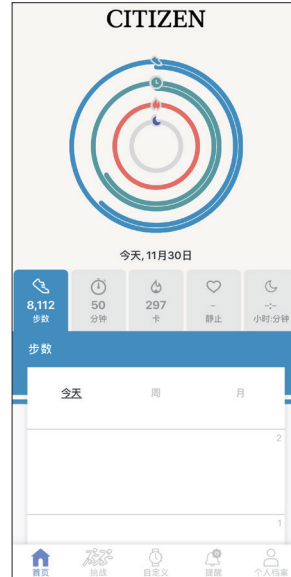 CITIZEN
今天, 11月30日
8,112
步数
50
分钟
297
卡
–
静止
–:–
小时:分钟
步数
今天
周
月
2
1
首页
挑战
自定义
提醒
个人档案